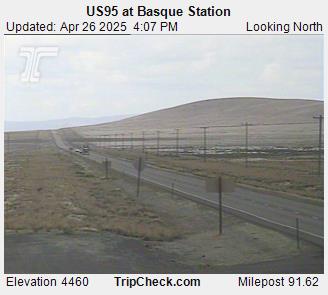 US95 at Basque Station
Updated: Apr 26 2025 4:07 PM Looking North
Elevation 4460 TripCheck.com Milepost 91.62